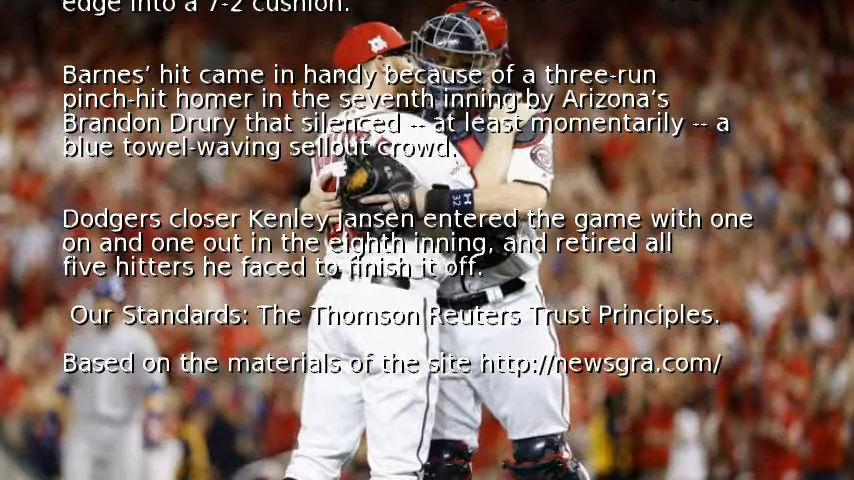 edge into a 7-2 cushion.
Barnes’ hit came in handy because of a three-run
pinch-hit homer in the seventh inning by Arizona’s
Brandon Drury that silenced -- at least momentarily -- a
blue towel-waving sellout crowd.
Dodgers closer Kenley Jansen entered the game with one
on and one out in the eighth inning, and retired all
five hitters he faced to finish it off.
Our Standards: The Thomson Reuters Trust Principles.
Based on the materials of the site http://newsgra.com/
32